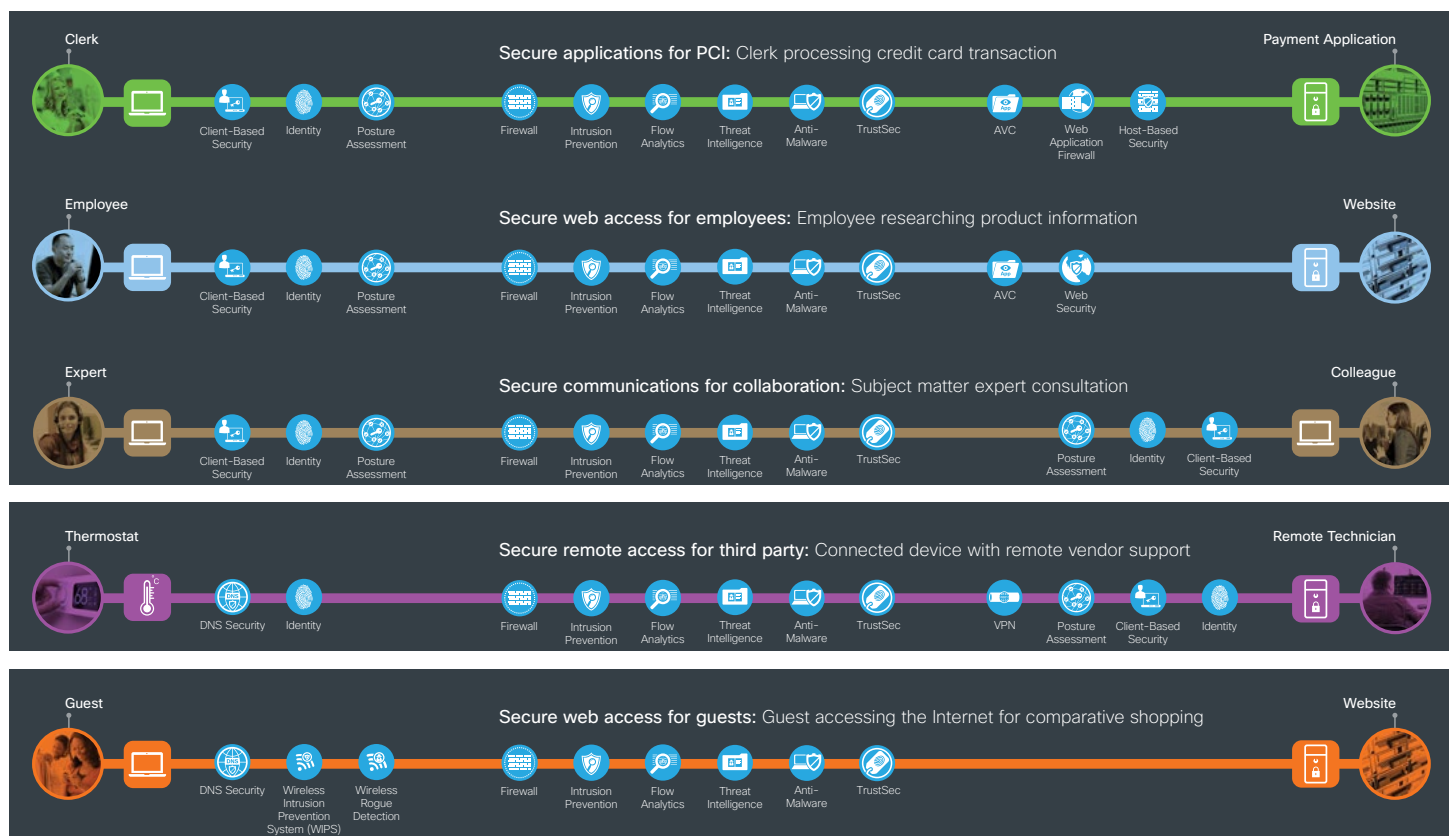 Clerk
Secure applications for PCI: Clerk processing credit card transaction
Payment Application
Client-Based
Security
Identity
Posture
Assessment
Firewall
Intrusion
Prevention
Flow
Analytics
Threat
Intelligence
Anti-
Malware
TrustSec
App
AVC
Web
Application
Firewall
Host-Based
Security
Employee
Secure web access for employees: Employee researching product information
Website
Client-Based
Security
Identity
Posture
Assessment
Firewall
Intrusion
Prevention
Flow
Analytics
Threat
Intelligence
Anti-
Malware
TrustSec
App
AVC
Web
Security
Expert
Secure communications for collaboration: Subject matter expert consultation
Colleague
Client-Based
Security
Identity
Posture
Assessment
Firewall
Intrusion
Prevention
Flow
Analytics
Threat
Intelligence
Anti-
Malware
TrustSec
Posture
Assessment
Identity
Client-Based
Security
Thermostat
Secure remote access for third party: Connected device with remote vendor support
Remote Technician
68
°C
DNS
DNS Security
Identity
Firewall
Intrusion
Prevention
Flow
Analytics
Threat
Intelligence
Anti-
Malware
TrustSec
VPN
Posture
Assessment
Client-Based
Security
Identity
Guest
Secure web access for guests: Guest accessing the Internet for comparative shopping
Website
DNS
DNS Security
Wireless
Intrusion
Prevention
System (WIPS)
Wireless
Rogue
Detection
Firewall
Intrusion
Prevention
Flow
Analytics
Threat
Intelligence
Anti-
Malware
TrustSec